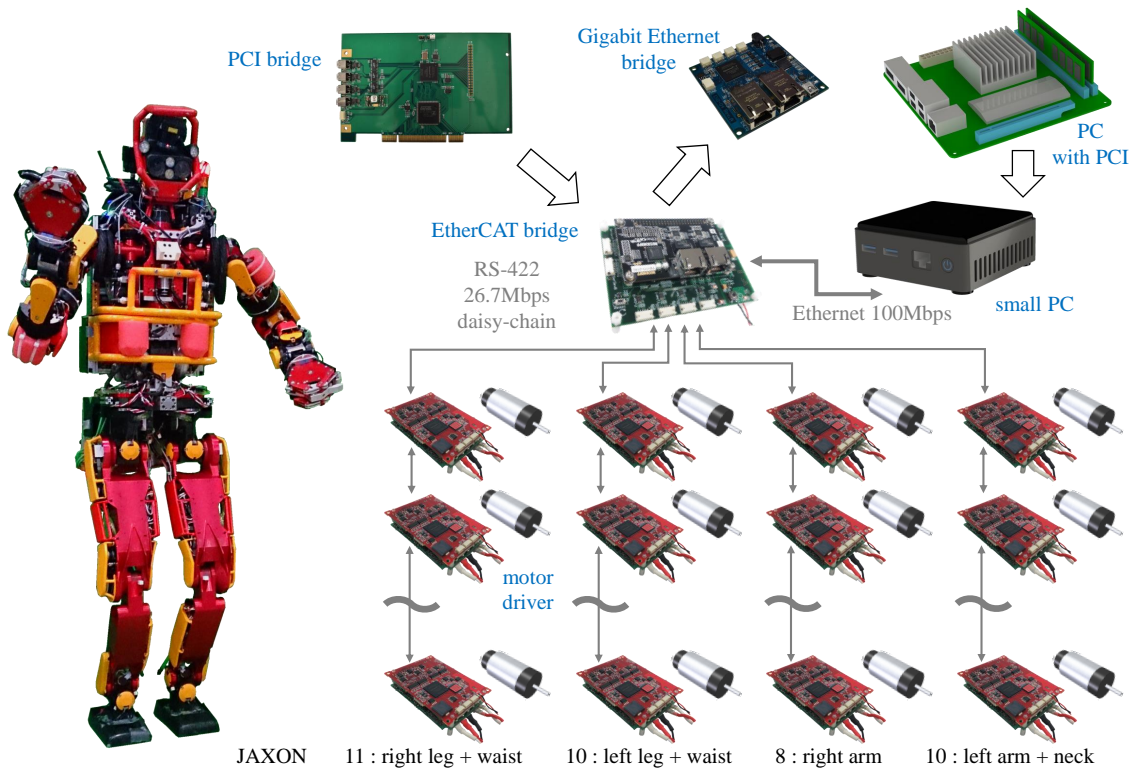 PCI bridge
Gigabit Ethernet
bridge
PC
with PCI
EtherCAT bridge
RS-422
26.7Mbps
daisy-chain
Ethernet 100Mbps
small PC
motor
driver
JAXON
11 : right leg + waist
10 : left leg + waist
8 : right arm
10 : left arm + neck